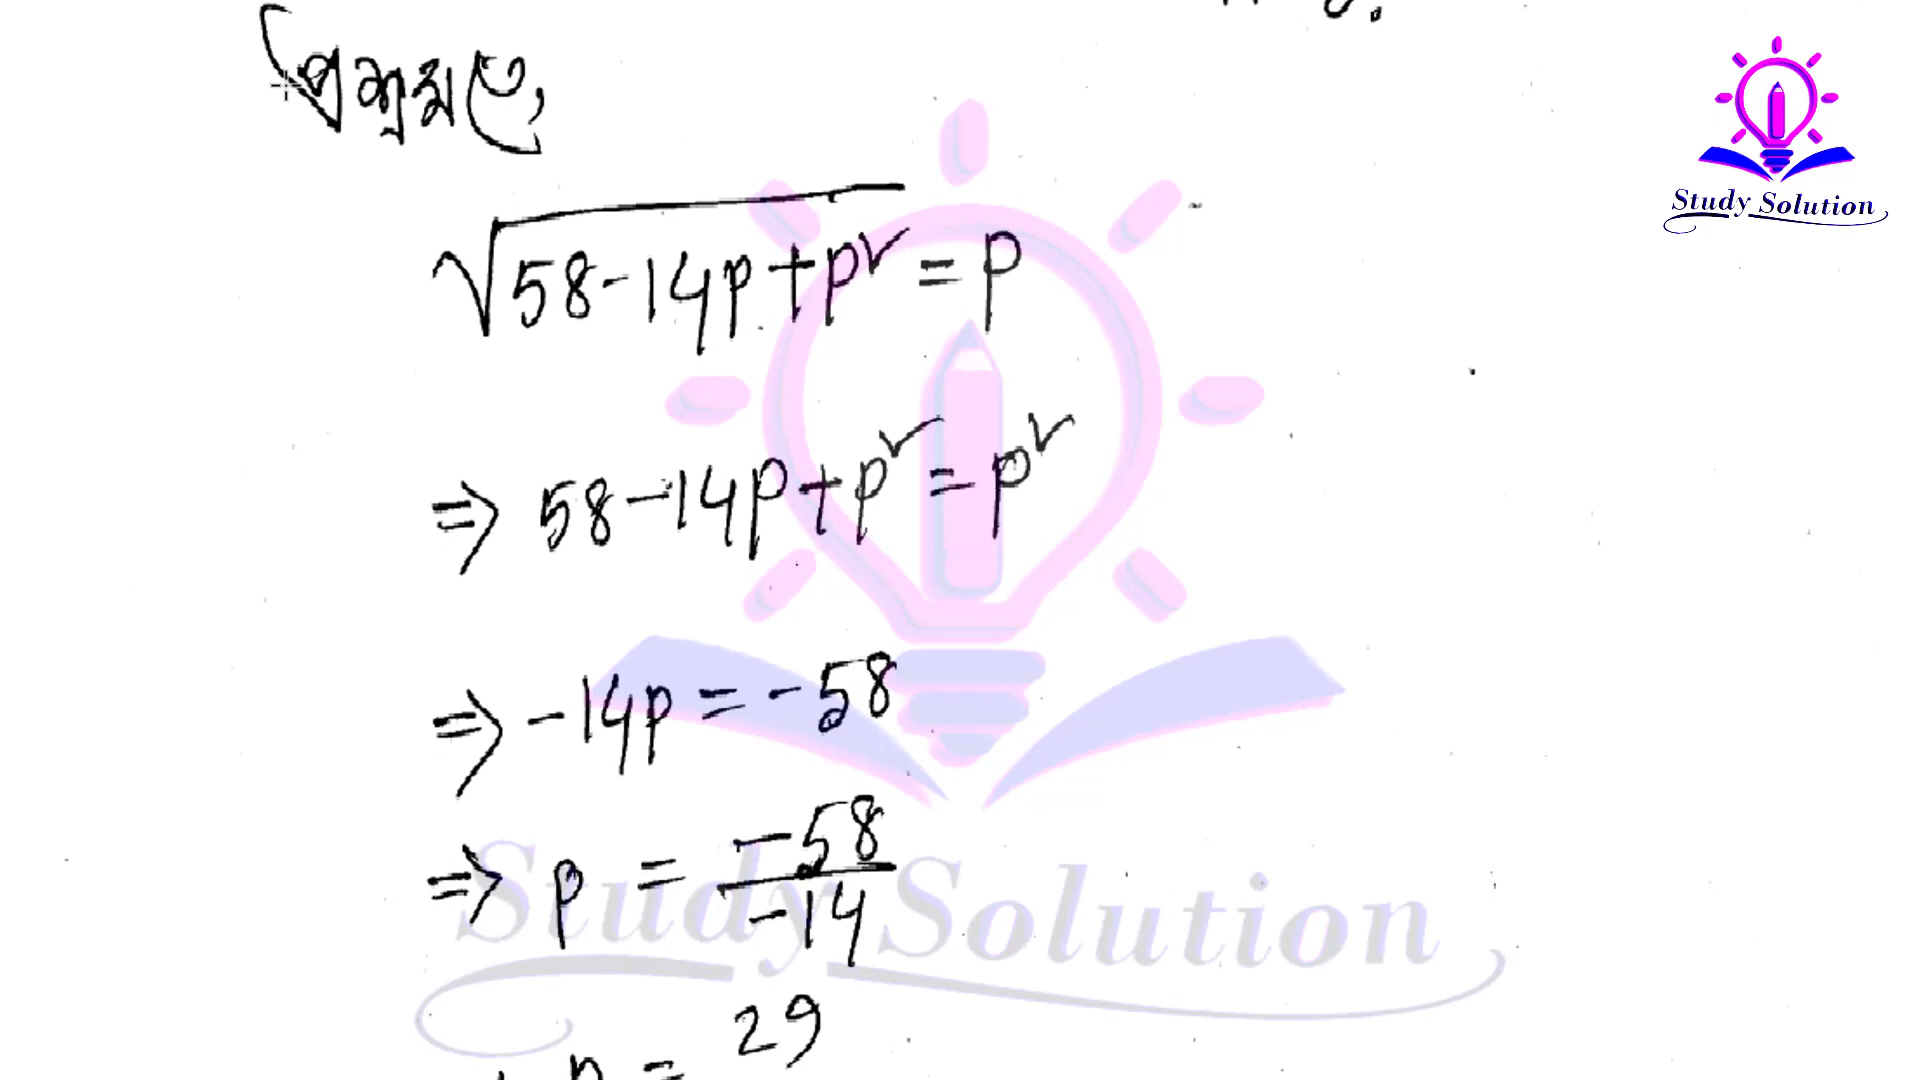 প্রশ্নমতে,
Study Solution
√58-14p+p² = p
⇒ 58-14p+p² = p²
⇒ -14p = -58
⇒ p = -58/-14
Study Solution
29